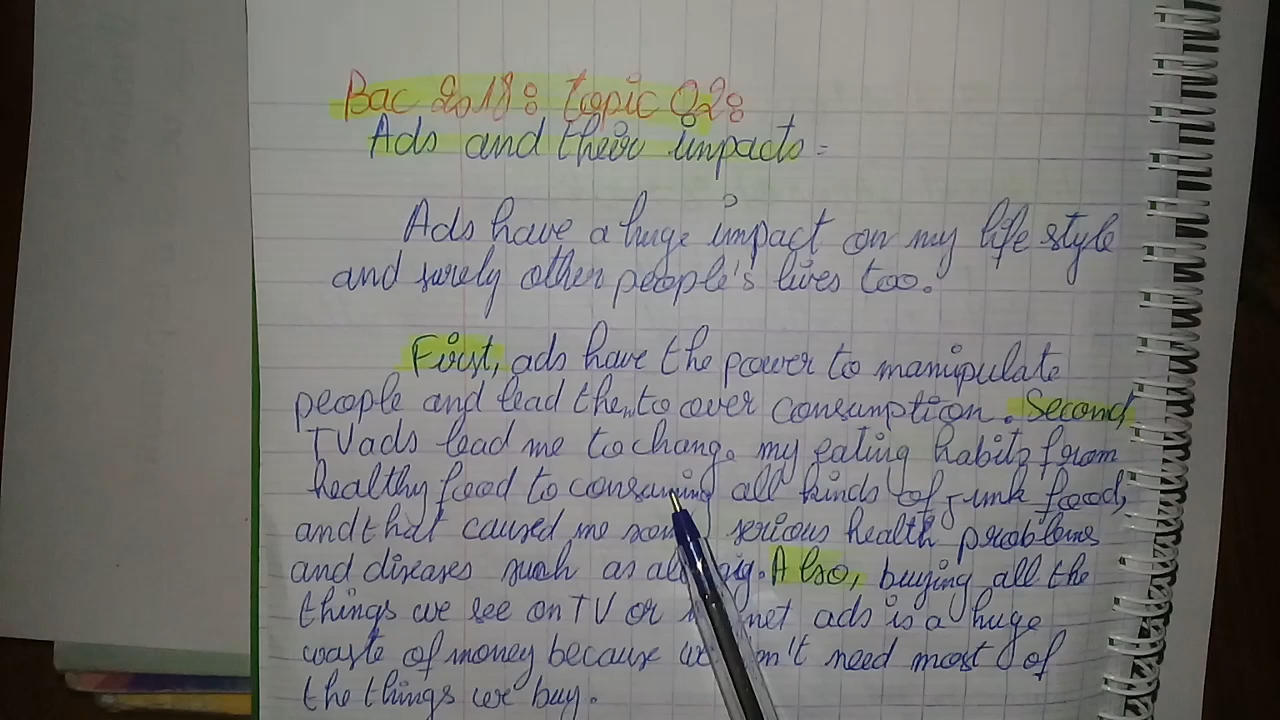 Bac 2018: topic 02:
Ads and their impacts:
Ads have a huge impact on my life style
and surely other people's lives too.
First, ads have the power to manipulate
people and lead them to over consumption. Second,
TV ads lead me to change my eating habits from
healthy food to consuming all kinds of junk food,
and that caused me some serious health problems
and diseases such as. Also, buying all the
things we see on TV or ads is a huge
waste of money because we don't need most of
the things we buy.